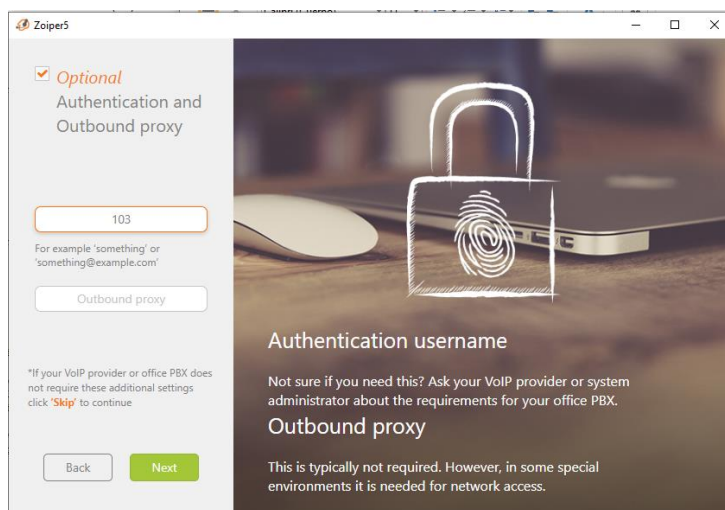 Zoiper5
Optional
Authentication and
Outbound proxy
103
For example 'something' or
'something@example.com'
Outbound proxy
*If your VoIP provider or office PBX does
not require these additional settings
click 'Skip' to continue
Back
Next
Authentication username
Not sure if you need this? Ask your VoIP provider or system
administrator about the requirements for your office PBX.
Outbound proxy
This is typically not required. However, in some special
environments it is needed for network access.